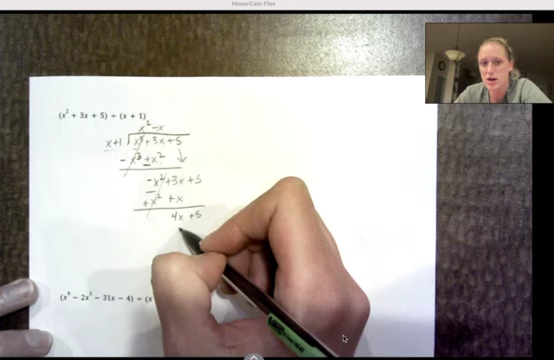 HoverCam Flex
(x² + 3x + 5) ÷ (x + 1)
x² - x
x+1 x³+3x+5
- x³ + x²
- x² +3x +5
+ x² + x
4x +5
(x⁴ - 2x³ - 31x - 4) ÷ (x